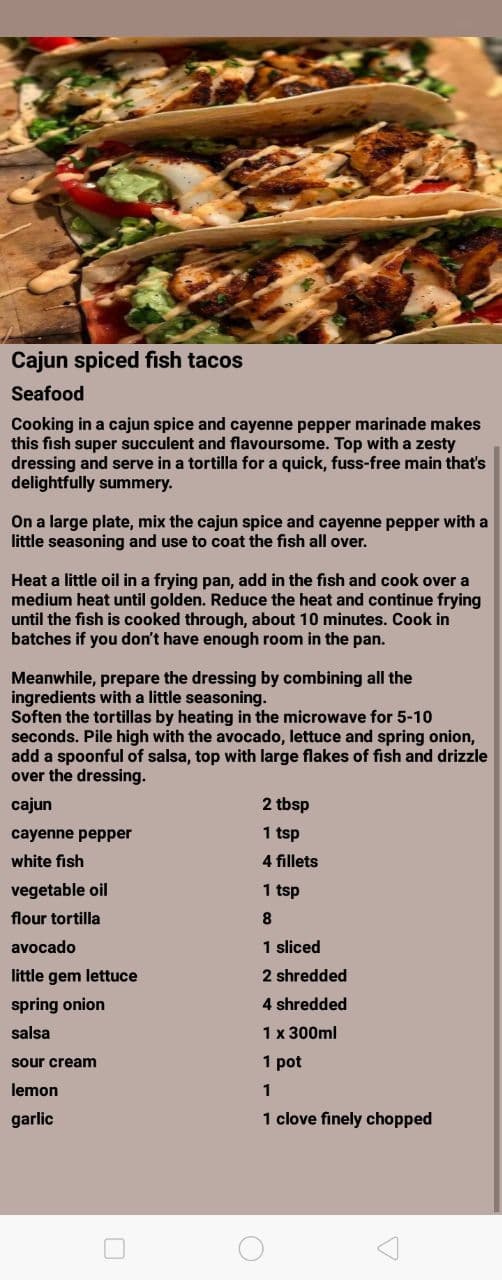 Cajun spiced fish tacos
Seafood
Cooking in a cajun spice and cayenne pepper marinade makes
this fish super succulent and flavoursome. Top with a zesty
dressing and serve in a tortilla for a quick, fuss-free main that's
delightfully summery.
On a large plate, mix the cajun spice and cayenne pepper with a
little seasoning and use to coat the fish all over.
Heat a little oil in a frying pan, add in the fish and cook over a
medium heat until golden. Reduce the heat and continue frying
until the fish is cooked through, about 10 minutes. Cook in
batches if you don’t have enough room in the pan.
Meanwhile, prepare the dressing by combining all the
ingredients with a little seasoning.
Soften the tortillas by heating in the microwave for 5-10
seconds. Pile high with the avocado, lettuce and spring onion,
add a spoonful of salsa, top with large flakes of fish and drizzle
over the dressing.
cajun 2 tbsp
cayenne pepper 1 tsp
white fish 4 fillets
vegetable oil 1 tsp
flour tortilla 8
avocado 1 sliced
little gem lettuce 2 shredded
spring onion 4 shredded
salsa 1 x 300ml
sour cream 1 pot
lemon 1
garlic 1 clove finely chopped